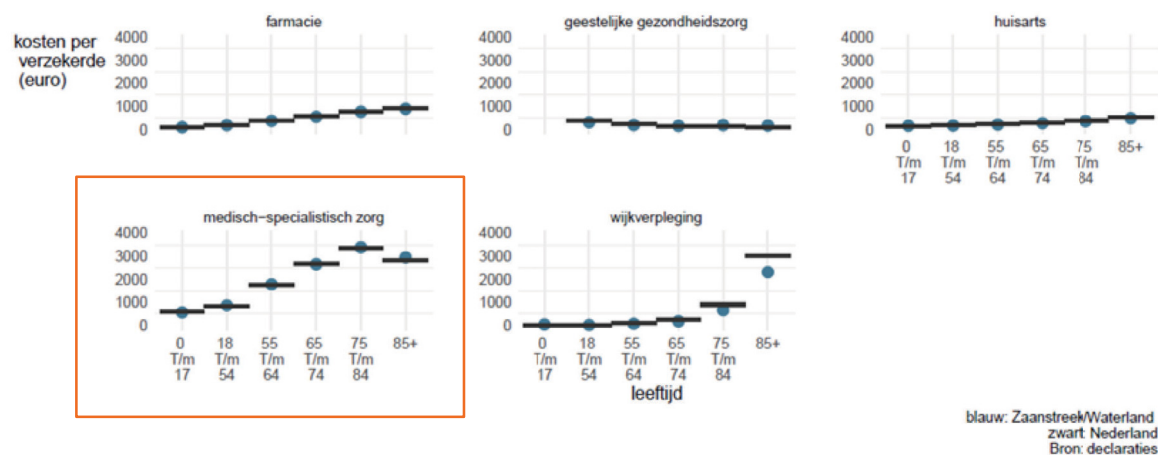 farmacie
geestelijke gezondheidszorg
huisarts
kosten per
verzekerde
(euro)
4000
3000
2000
1000
0
4000
3000
2000
1000
0
4000
3000
2000
1000
0
0 18 55 65 75 85+
T/m T/m T/m T/m T/m
17 54 64 74 84
medisch-specialistisch zorg
wijkverpleging
4000
3000
2000
1000
0
4000
3000
2000
1000
0
0 18 55 65 75 85+
T/m T/m T/m T/m T/m
17 54 64 74 84
0 18 55 65 75 85+
T/m T/m T/m T/m T/m
17 54 64 74 84
leeftijd
blauw: Zaanstreek/Waterland
zwart: Nederland
Bron: declaraties